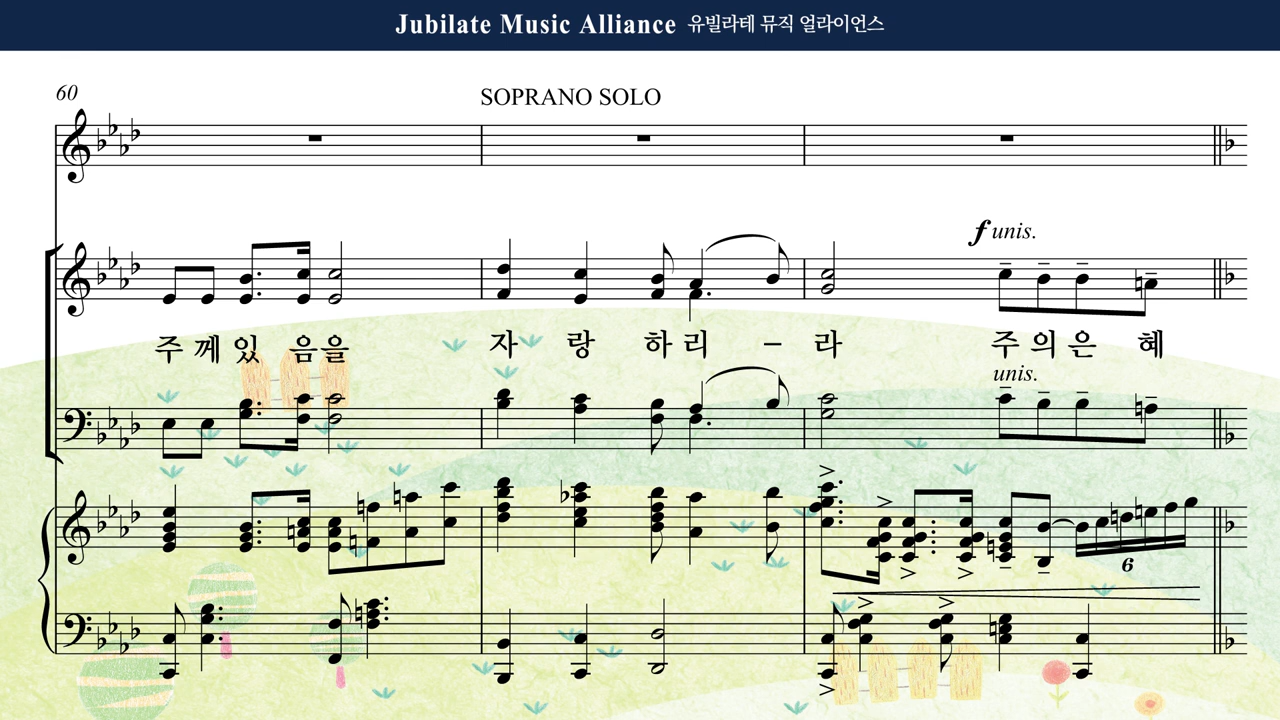 Jubilate Music Alliance 유빌라테 뮤직 얼라이언스
60
SOPRANO SOLO
f unis.
주 께 있 음 을 자 랑 하 리 – 라 주 의 은 혜
unis.
6